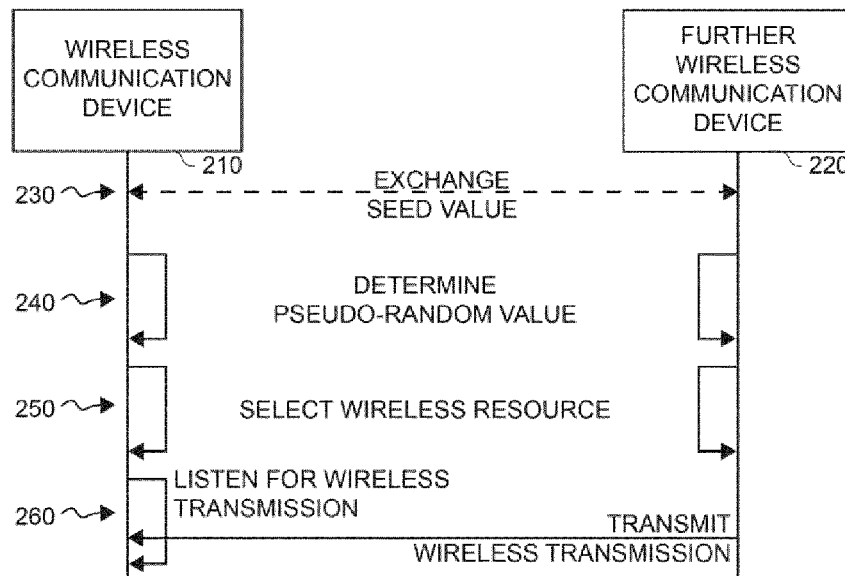 WIRELESS
COMMUNICATION
DEVICE
210
FURTHER
WIRELESS
COMMUNICATION
DEVICE
220
230
EXCHANGE
SEED VALUE
240
DETERMINE
PSEUDO-RANDOM VALUE
250
SELECT WIRELESS RESOURCE
260
LISTEN FOR WIRELESS
TRANSMISSION
TRANSMIT
WIRELESS TRANSMISSION